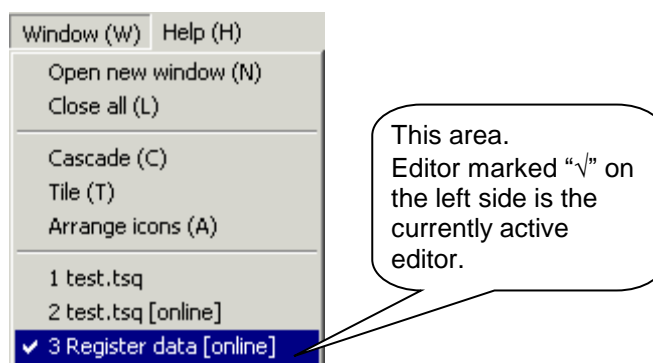 Window (W) Help (H)
Open new window (N)
Close all (L)
Cascade (C)
Tile (T)
Arrange icons (A)
1 test.tsq
2 test.tsq [online]
✔ 3 Register data [online]
This area.
Editor marked “√” on
the left side is the
currently active
editor.